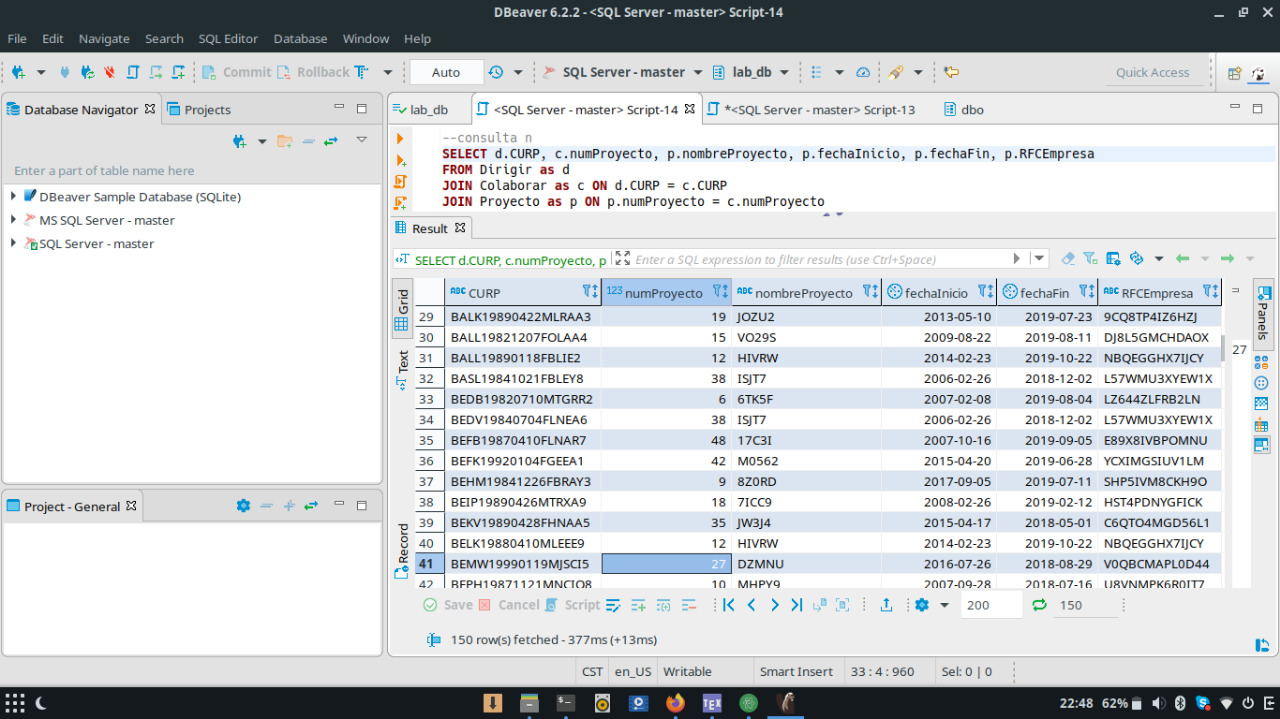 DBeaver 6.2.2 - <SQL Server - master> Script-14
File Edit Navigate Search SQL Editor Database Window Help
Commit Rollback Auto SQL Server - master lab_db Quick Access
Database Navigator Projects
Enter a part of table name here
DBeaver Sample Database (SQLite)
MS SQL Server - master
SQL Server - master
Project - General
lab_db <SQL Server - master> Script-14 *<SQL Server - master> Script-13 dbo
--consulta n
SELECT d.CURP, c.numProyecto, p.nombreProyecto, p.fechaInicio, p.fechaFin, p.RFCEmpresa
FROM Dirigir as d
JOIN Colaborar as c ON d.CURP = c.CURP
JOIN Proyecto as p ON p.numProyecto = c.numProyecto
Result
SELECT d.CURP, c.numProyecto, p Enter a SQL expression to filter results (use Ctrl+Space)
Grid
Text
Record
ABC CURP 123 numProyecto ABC nombreProyecto fechaInicio fechaFin ABC RFCEmpresa
29 BALK19890422MLRAA3 19 JOZU2 2013-05-10 2019-07-23 9CQ8TP4IZ6HZJ
30 BALL19821207FOLAA4 15 VO29S 2009-08-22 2019-08-11 DJ8L5GMCHDAOX
31 BALL19890118FBLIE2 12 HIVRW 2014-02-23 2019-10-22 NBQEGGHX7IJCY
32 BASL19841021FBLEY8 38 ISJT7 2006-02-26 2018-12-02 L57WMU3XYEW1X
33 BEDB19820710MTGRR2 6 6TK5F 2007-02-08 2019-08-04 LZ644ZLFRB2LN
34 BEDV19840704FLNEA6 38 ISJT7 2006-02-26 2018-12-02 L57WMU3XYEW1X
35 BEFB19870410FLNAR7 48 17C3I 2007-10-16 2019-09-05 E89X8IVBPOMNU
36 BEFK19920104FGEEA1 42 M0562 2015-04-20 2019-06-28 YCXIMGSIUV1LM
37 BEHM19841226FBRAY3 9 8Z0RD 2017-09-05 2019-07-11 SHP5IVM8CKH9O
38 BEIP19890426MTRXA9 18 7ICC9 2008-02-26 2019-02-12 HST4PDNYGFICK
39 BEKV19890428FHNAA5 35 JW3J4 2015-04-17 2018-05-01 C6QTO4MGD56L1
40 BELK19880410MLEEE9 12 HIVRW 2014-02-23 2019-10-22 NBQEGGHX7IJCY
41 BEMW19990119MJSCI5 27 DZMNU 2016-07-26 2018-08-29 V0QBCMAPL0D44
42 BEPH19871121MNCIO8 10 MHPY9 2007-09-28 2018-07-16 U8VNMPK6R0IT7
Panels
27
Save Cancel Script 200 150
150 row(s) fetched - 377ms (+13ms)
CST en_US Writable Smart Insert 33 : 4 : 960 Sel: 0 | 0
TEX 22:48 62%